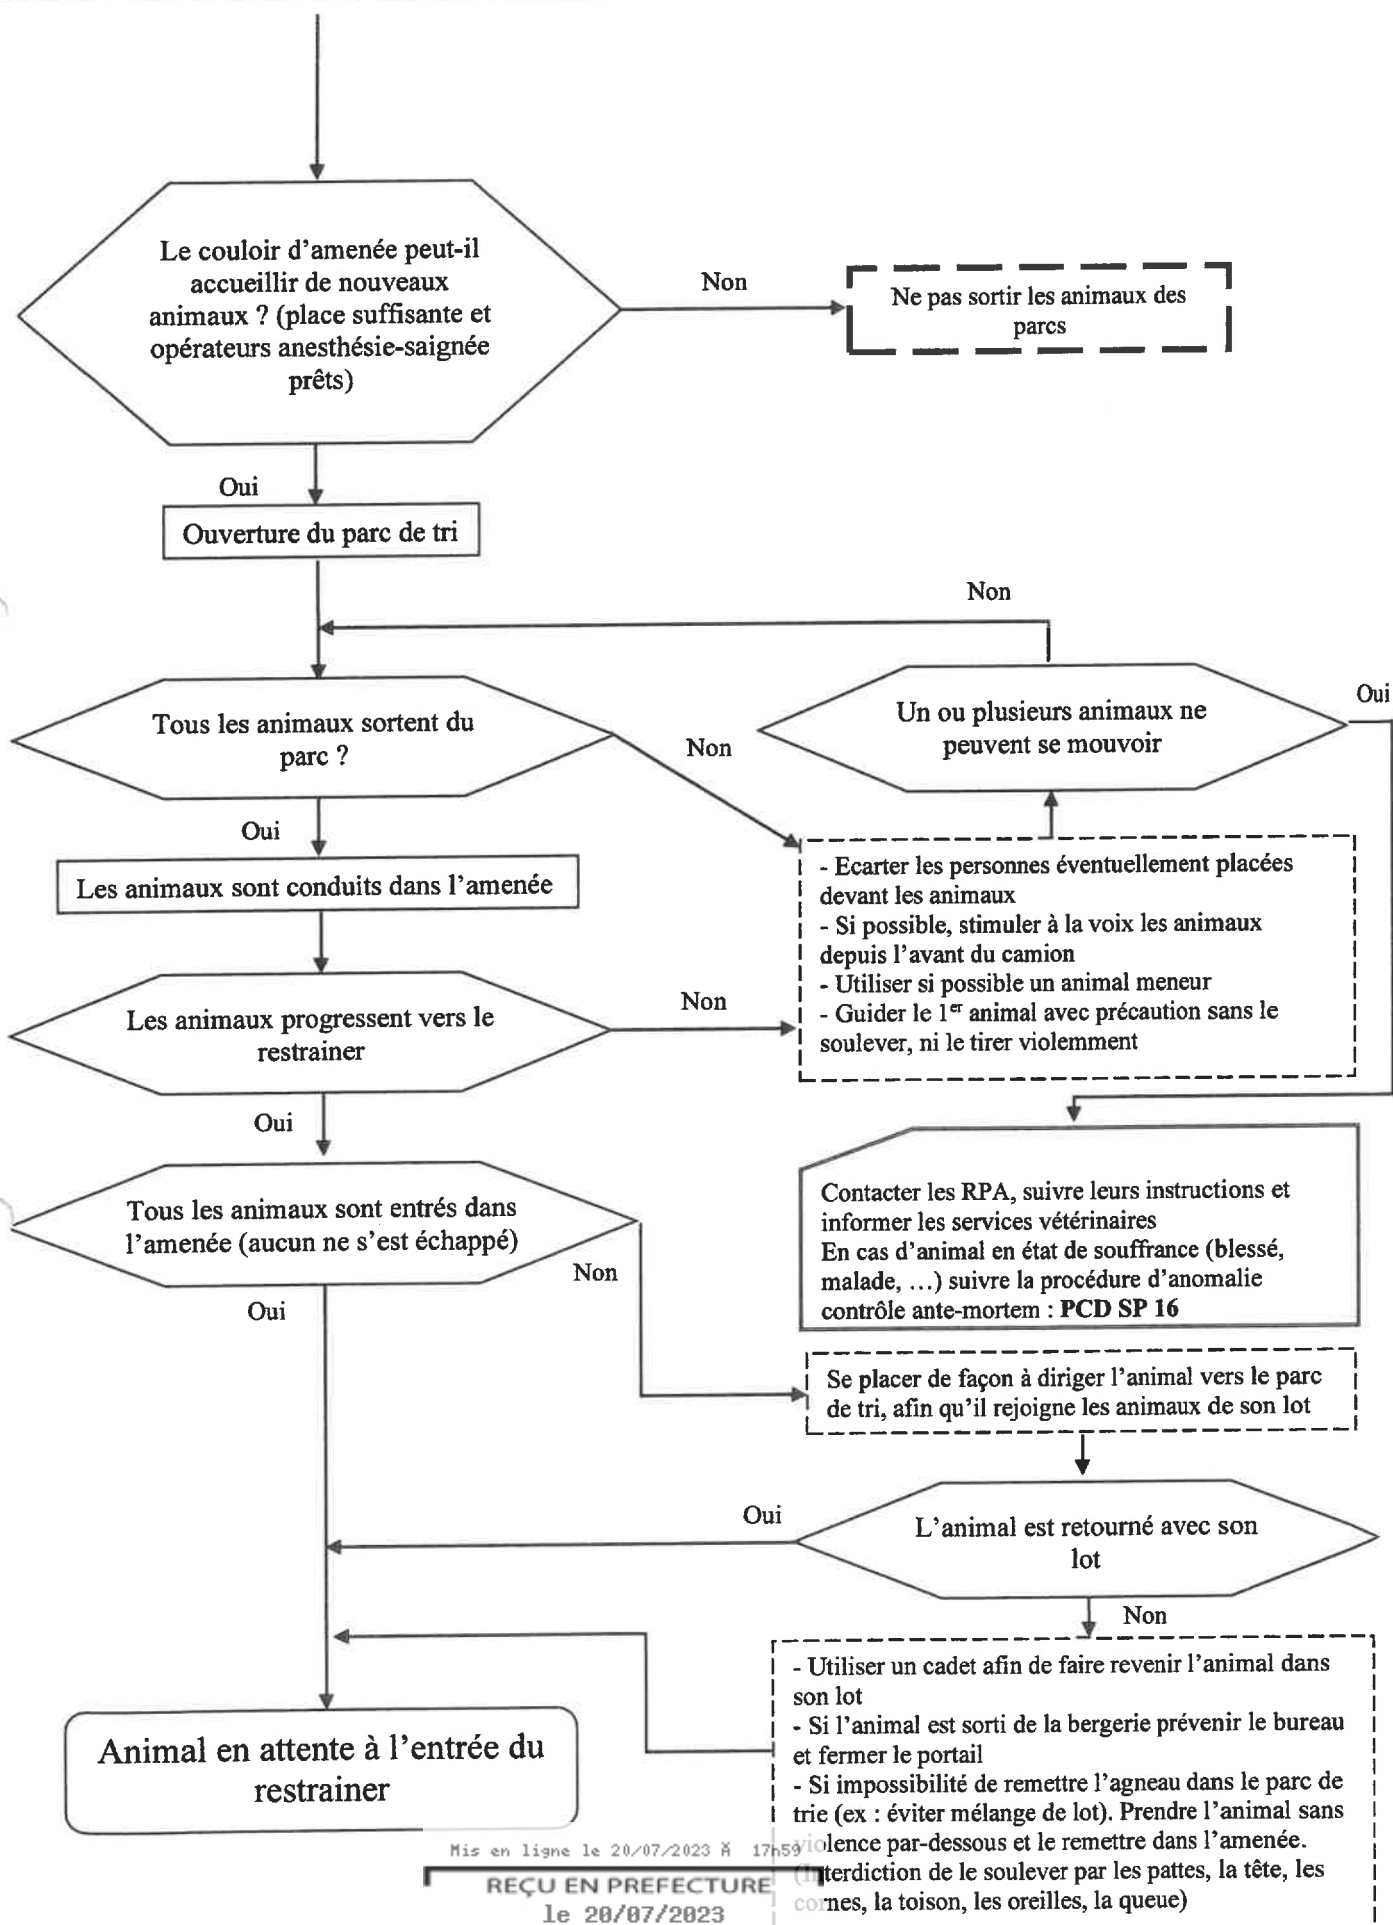 Le couloir d'amenée peut-il
accueillir de nouveaux
animaux ? (place suffisante et
opérateurs anesthésie-saignée
prêts)
Non
Ne pas sortir les animaux des
parcs
Oui
Ouverture du parc de tri
Non
Tous les animaux sortent du
parc ?
Non
Un ou plusieurs animaux ne
peuvent se mouvoir
Oui
Oui
Les animaux sont conduits dans l'amenée
- Ecarter les personnes éventuellement placées
devant les animaux
- Si possible, stimuler à la voix les animaux
depuis l'avant du camion
- Utiliser si possible un animal meneur
- Guider le 1er animal avec précaution sans le
soulever, ni le tirer violemment
Les animaux progressent vers le
restrainer
Non
Oui
Contacter les RPA, suivre leurs instructions et
informer les services vétérinaires
En cas d'animal en état de souffrance (blessé,
malade, …) suivre la procédure d'anomalie
contrôle ante-mortem : PCD SP 16
Tous les animaux sont entrés dans
l'amenée (aucun ne s'est échappé)
Non
Oui
Se placer de façon à diriger l'animal vers le parc
de tri, afin qu'il rejoigne les animaux de son lot
L'animal est retourné avec son
lot
Oui
Non
- Utiliser un cadet afin de faire revenir l'animal dans
son lot
- Si l'animal est sorti de la bergerie prévenir le bureau
et fermer le portail
- Si impossibilité de remettre l'agneau dans le parc de
trie (ex : éviter mélange de lot). Prendre l'animal sans
violence par-dessous et le remettre dans l'amenée.
(Interdiction de le soulever par les pattes, la tête, les
cornes, la toison, les oreilles, la queue)
Animal en attente à l'entrée du
restrainer
Mis en ligne le 20/07/2023 Ã 17h59
REÇU EN PREFECTURE
le 20/07/2023